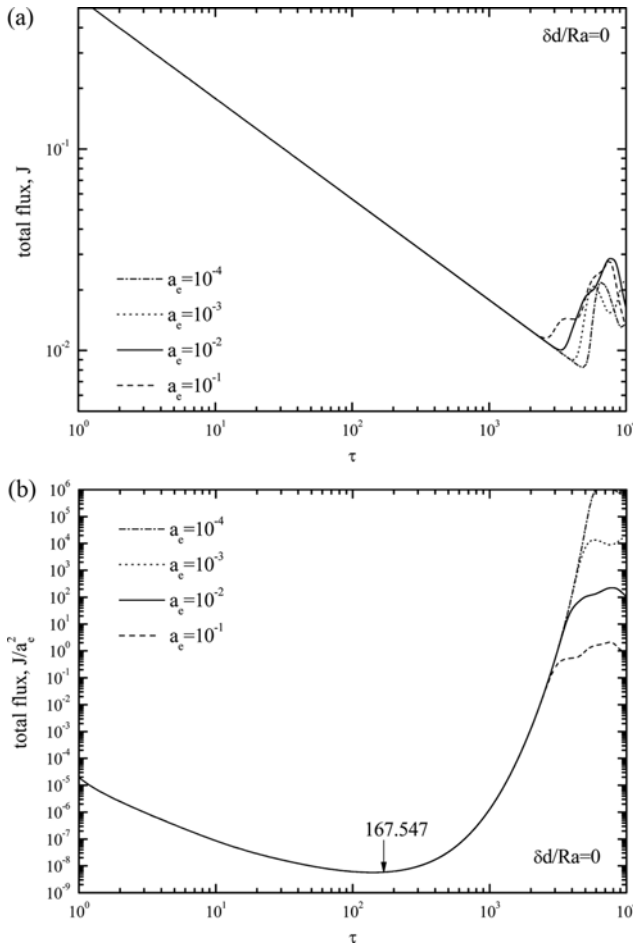 (a)
δd/Ra=0
total flux, J
10⁻¹
10⁻²
a_e=10⁻⁴
a_e=10⁻³
a_e=10⁻²
a_e=10⁻¹
10⁰ 10¹ 10² 10³ 10⁴
τ
(b)
total flux, J/a_e²
10⁶
10⁵
10⁴
10³
10²
10¹
10⁰
10⁻¹
10⁻²
10⁻³
10⁻⁴
10⁻⁵
10⁻⁶
10⁻⁷
10⁻⁸
10⁻⁹
a_e=10⁻⁴
a_e=10⁻³
a_e=10⁻²
a_e=10⁻¹
167.547
δd/Ra=0
10⁰ 10¹ 10² 10³ 10⁴
τ